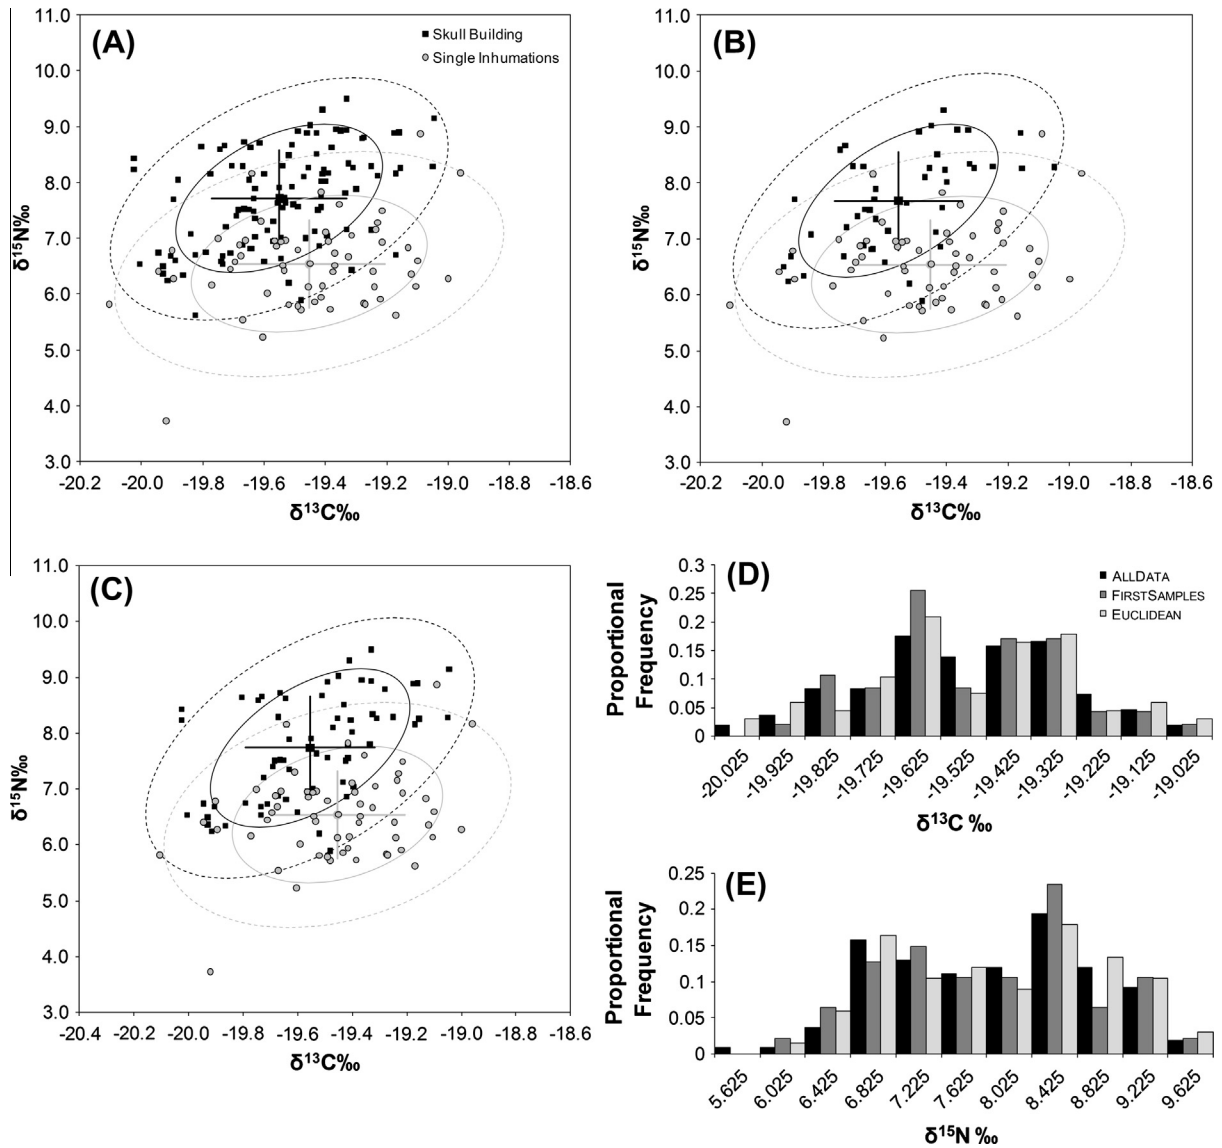 (A)
Skull Building
Single Inhumations
11.0
10.0
9.0
8.0
7.0
6.0
5.0
4.0
3.0
δ15N‰
-20.2 -20.0 -19.8 -19.6 -19.4 -19.2 -19.0 -18.8 -18.6
δ13C‰
(B)
11.0
10.0
9.0
8.0
7.0
6.0
5.0
4.0
3.0
δ15N‰
-20.2 -20.0 -19.8 -19.6 -19.4 -19.2 -19.0 -18.8 -18.6
δ13C‰
(C)
11.0
10.0
9.0
8.0
7.0
6.0
5.0
4.0
3.0
δ15N‰
-20.4 -20.2 -20.0 -19.8 -19.6 -19.4 -19.2 -19.0 -18.8 -18.6
δ13C‰
(D)
ALLDATA
FIRSTSAMPLES
EUCLIDEAN
Proportional
Frequency
0.3
0.25
0.2
0.15
0.1
0.05
0
-20.025 -19.925 -19.825 -19.725 -19.625 -19.525 -19.425 -19.325 -19.225 -19.125 -19.025
δ13C ‰
(E)
Proportional
Frequency
0.25
0.2
0.15
0.1
0.05
0
5.625 6.025 6.425 6.825 7.225 7.625 8.025 8.425 8.825 9.225 9.625
δ15N ‰